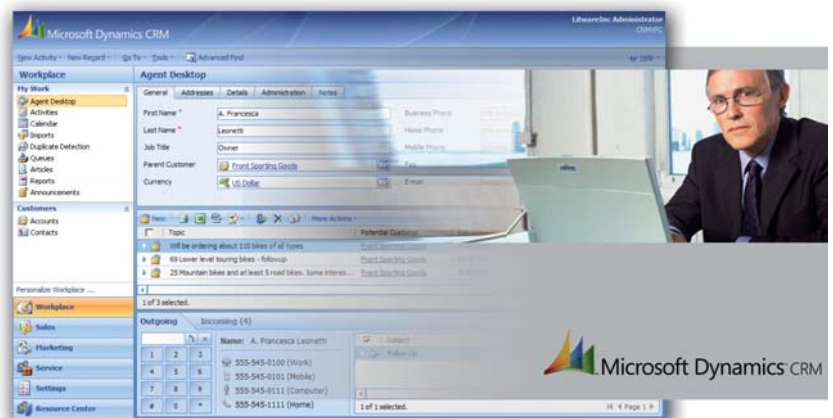 Microsoft Dynamics CRM
LitwareInc Administrator
CRMVPC
New Activity New Record Go To Tools Advanced Find Help
Workplace
My Work
Agent Desktop
Activities
Calendar
Imports
Duplicate Detection
Queues
Articles
Reports
Announcements
Customers
Accounts
Contacts
Personalize Workplace ...
Workplace
Sales
Marketing
Service
Settings
Resource Center
Agent Desktop
General Addresses Details Administration Notes
First Name * A. Francesca Business Phone
Last Name * Leonetti Home Phone
Job Title Owner Mobile Phone
Parent Customer Front Sporting Goods Fax
Currency US Dollar E-mail
New More Actions
Topic Potential Customer
Will be ordering about 110 bikes of all types Front Sporting Goods
69 Lower level touring bikes - followup Front Sporting Goods
25 Mountain bikes and at least 5 road bikes. Some interes... Front Sporting Goods
1 of 3 selected.
Outgoing Incoming (4)
1 2 3
4 5 6
7 8 9
# 0 *
Name: A. Francesca Leonetti
555-545-0100 (Work)
555-545-0101 (Mobile)
555-545-0111 (Computer)
555-545-1111 (Home)
Subject
Follow Up
1 of 1 selected. Page 1
Microsoft Dynamics CRM